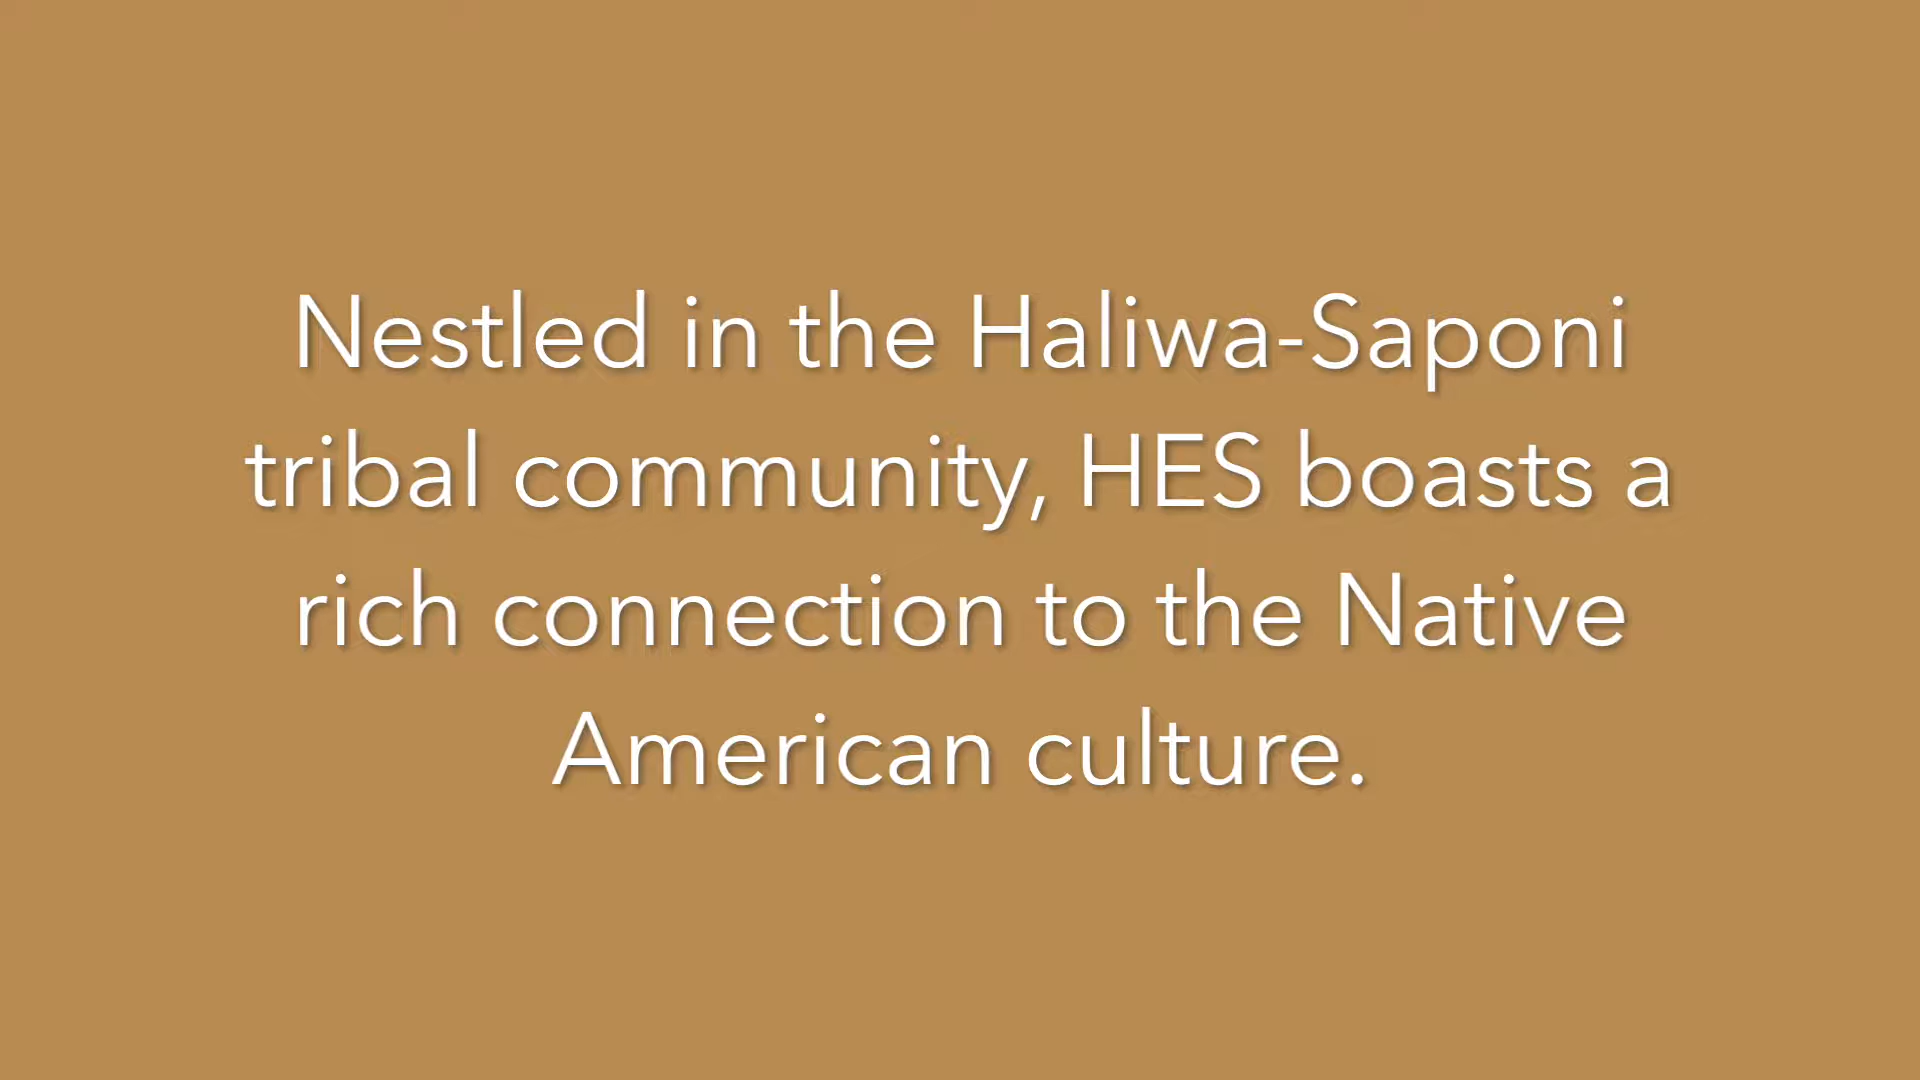 Nestled in the Haliwa-Saponi
tribal community, HES boasts a
rich connection to the Native
American culture.